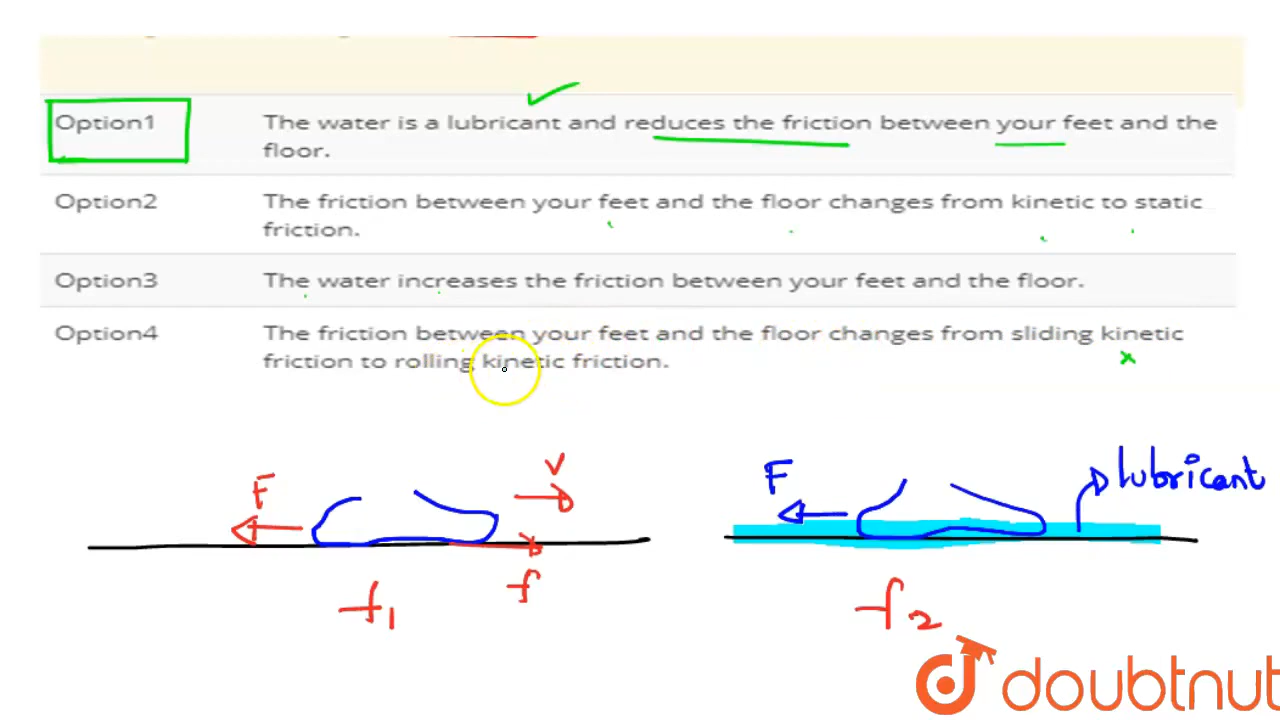 Option1 The water is a lubricant and reduces the friction between your feet and the
floor.
Option2 The friction between your feet and the floor changes from kinetic to static
friction.
Option3 The water increases the friction between your feet and the floor.
Option4 The friction between your feet and the floor changes from sliding kinetic
friction to rolling kinetic friction.
F v F lubricant
f
f1 f2
doubtnut